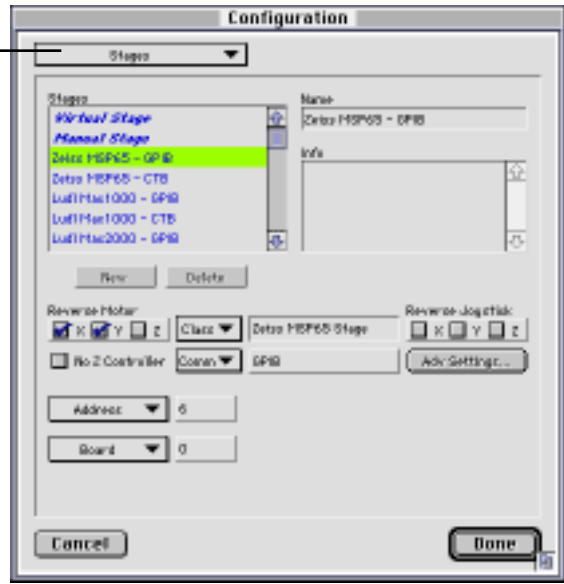 Configuration
Stages
Stages
Name
Virtual Stage
Manual Stage
Zeiss MSP65 - GPIB
Zeiss MSP65 - CTB
Ludl Mac1000 - GPIB
Ludl Mac1000 - CTB
Ludl Mac2000 - GPIB
Zeiss MSP65 - GPIB
Info
New Delete
Reverse Motor
Reverse Joystick
X Y Z Class Zeiss MSP65 Stage X Y Z
No Z Controller Comm GPIB Adv Settings...
Address 6
Board 0
Cancel Done